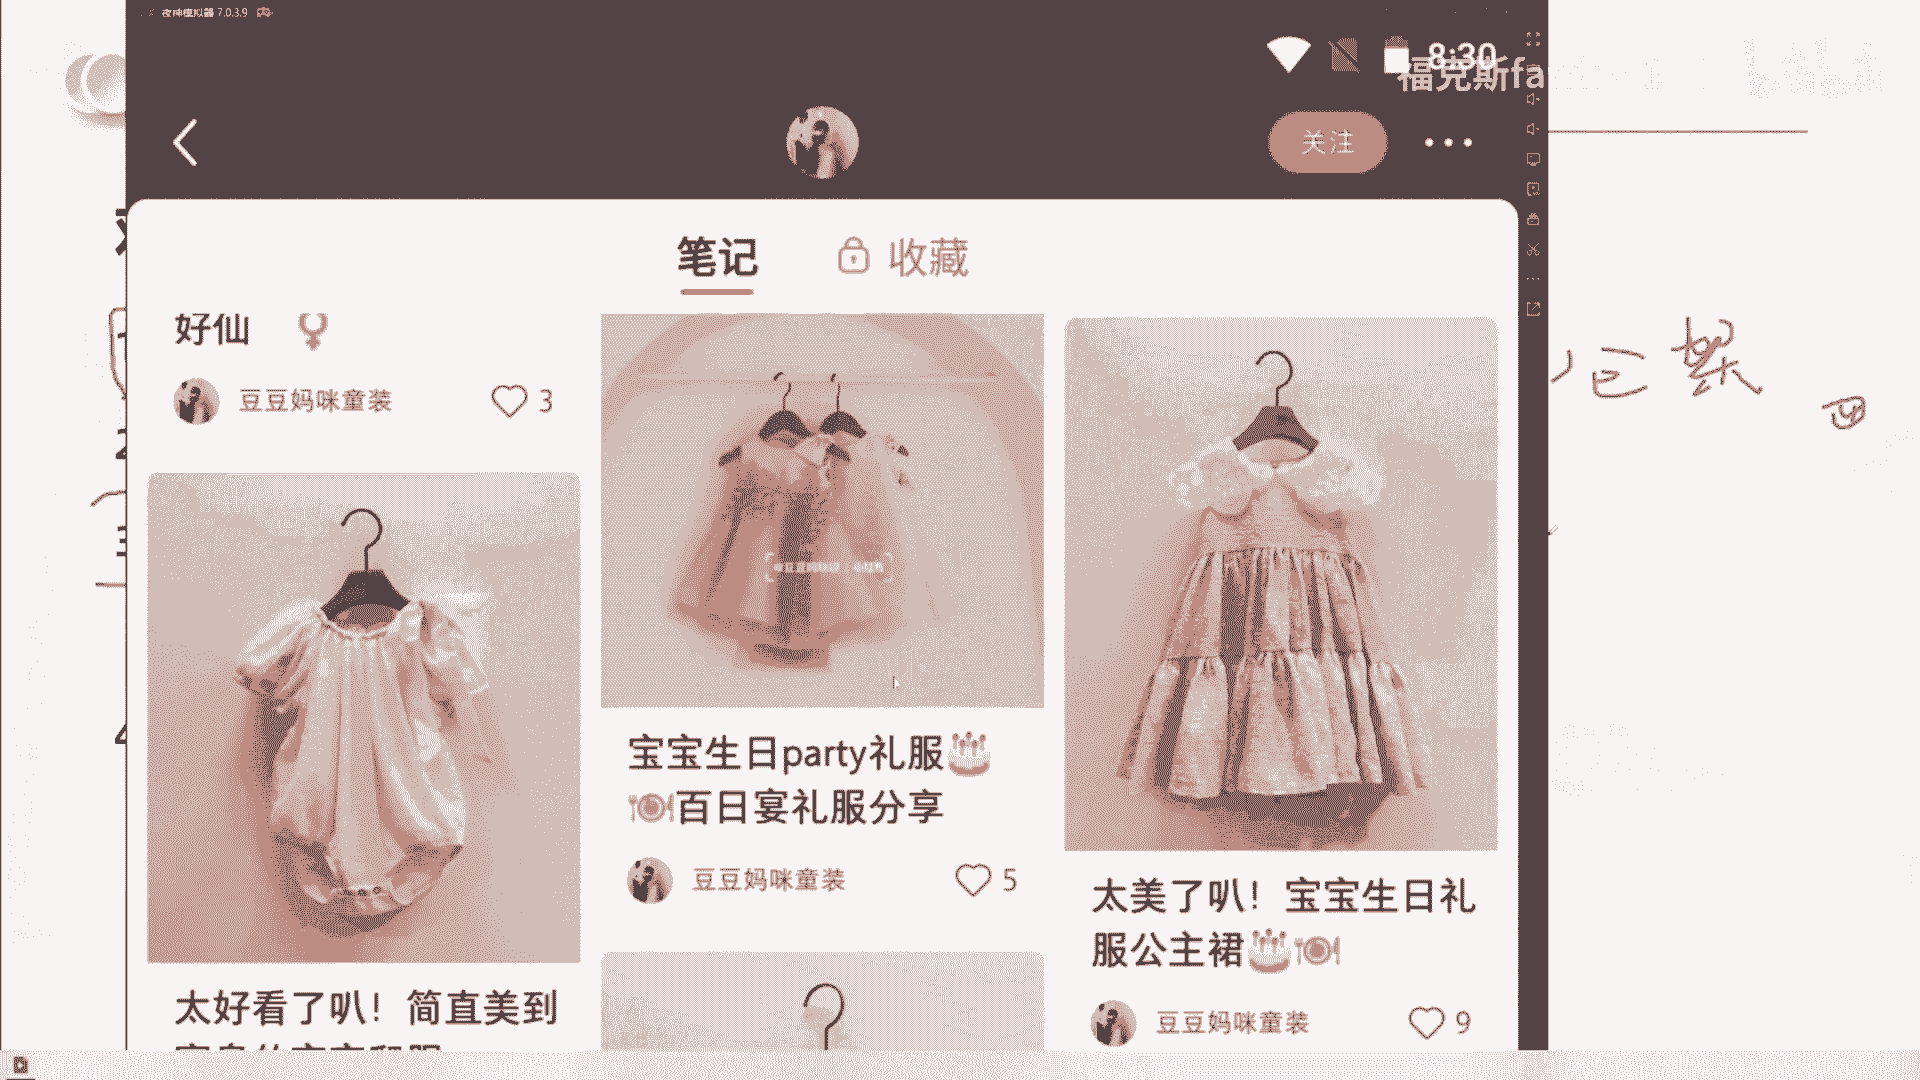 夜神模拟器 7.0.3.9
8:30
福克斯fa
关注
笔记
收藏
好仙
豆豆妈咪童装
3
宝宝生日party礼服
百日宴礼服分享
豆豆妈咪童装
5
太美了叭！宝宝生日礼
服公主裙
豆豆妈咪童装
9
太好看了叭！简直美到
2
3
4